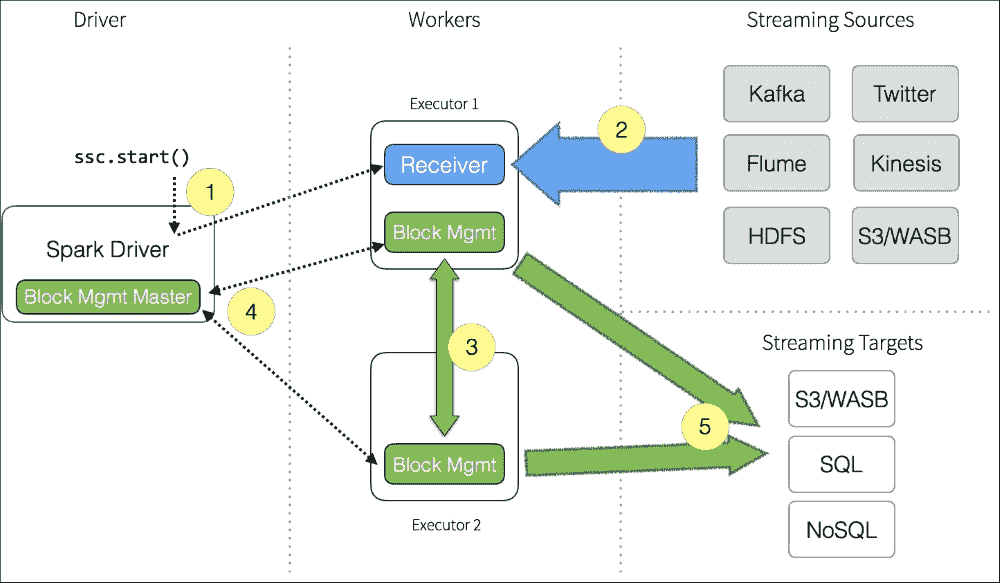 Driver
Workers
Streaming Sources
Executor 1
Kafka
Twitter
2
ssc.start()
Receiver
Flume
Kinesis
1
Block Mgmt
HDFS
S3/WASB
Spark Driver
Block Mgmt Master
4
3
Streaming Targets
S3/WASB
5
Block Mgmt
SQL
Executor 2
NoSQL